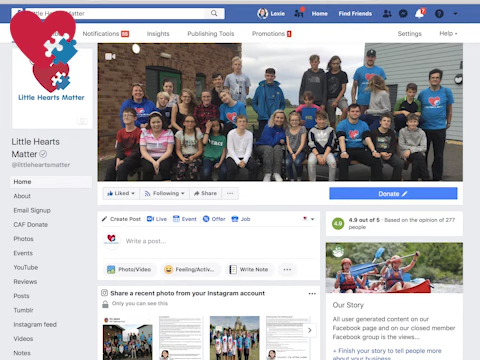 Little Hearts Matter
Lexie
Home
Find Friends
Notifications
Insights
Publishing Tools
Promotions
Settings
Help
Little Hearts Matter
Little Hearts
Matter
@littleheartsmatter
Home
About
Email Signup
CAF Donate
Photos
Events
YouTube
Reviews
Posts
Tumblr
Instagram feed
Videos
Notes
Liked
Following
Share
Donate
Create Post
Live
Event
Offer
Job
Write a post...
Photo/Video
Feeling/Activ...
Write Note
Share a recent photo from your Instagram account
Only you can see this
4.9
4.9 out of 5 · Based on the opinion of 277
people
Our Story
All user generated content on our
Facebook page and on our closed member
Facebook group is the views...
+ Finish your story to tell people more
about your business